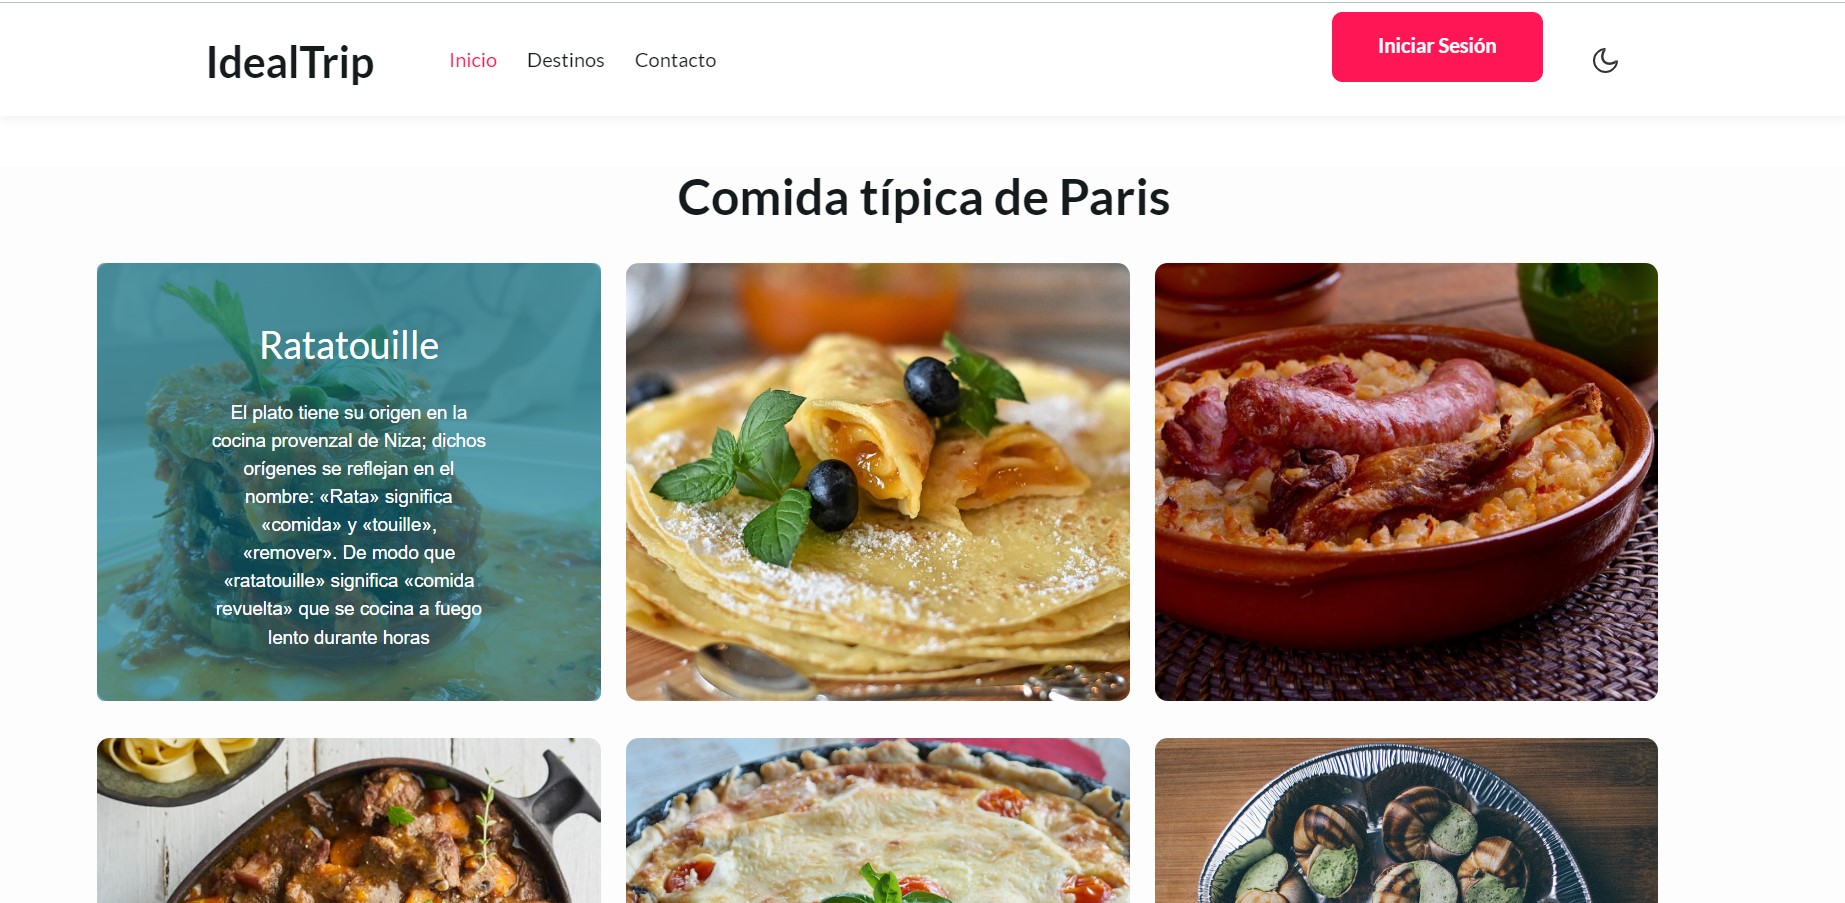 IdealTrip
Inicio Destinos Contacto
Iniciar Sesión
Comida típica de Paris
Ratatouille
El plato tiene su origen en la
cocina provenzal de Niza; dichos
orígenes se reflejan en el
nombre: «Rata» significa
«comida» y «touille»,
«remover». De modo que
«ratatouille» significa «comida
revuelta» que se cocina a fuego
lento durante horas